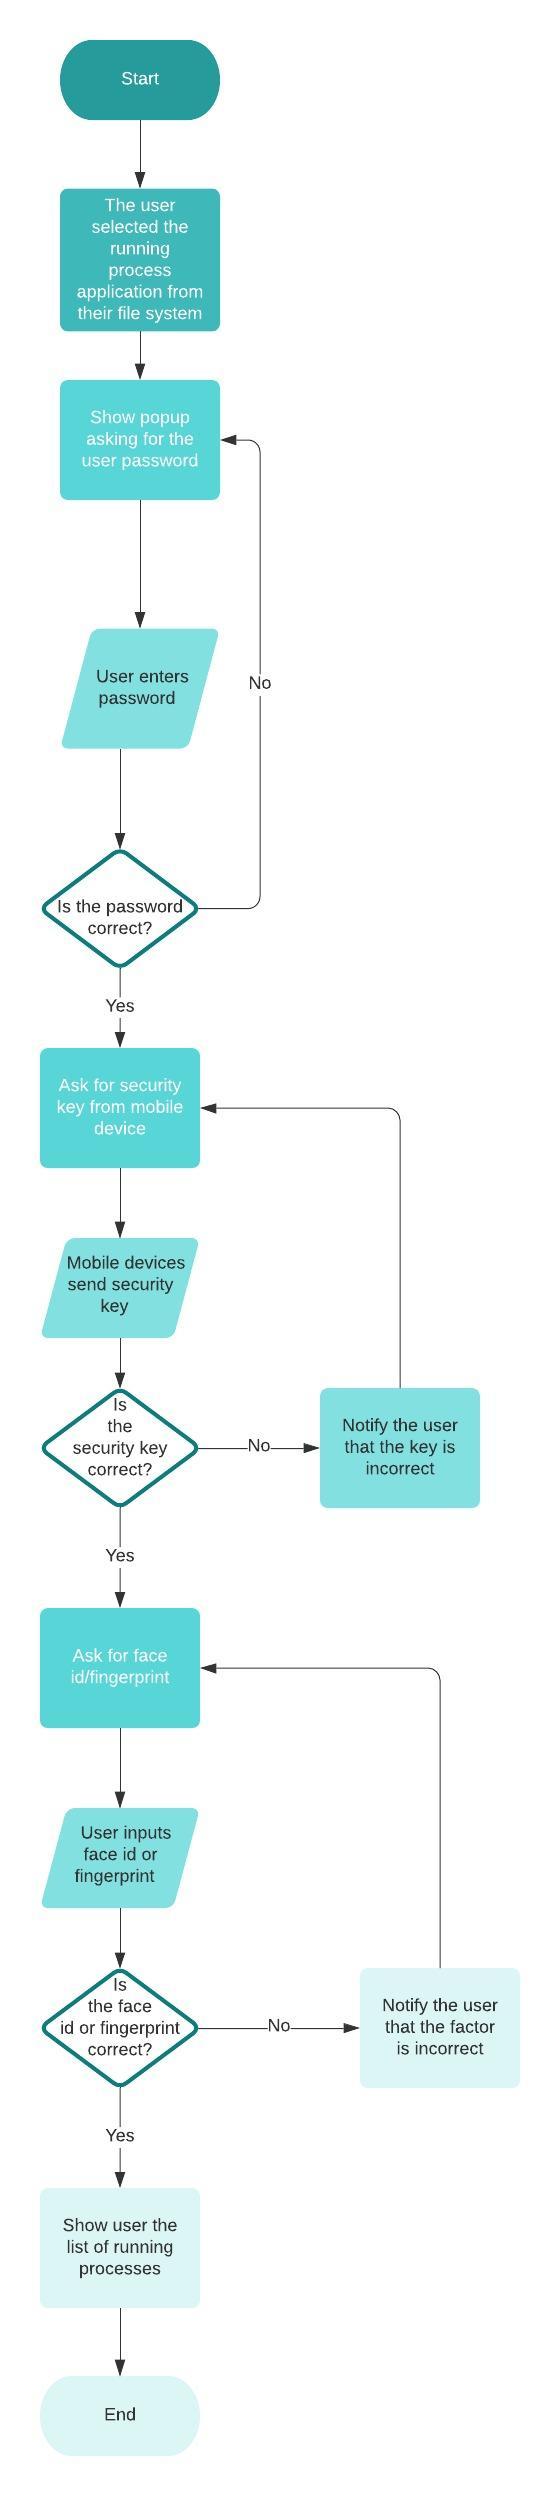 Start
The user
selected the
running
process
application from
their file system
Show popup
asking for the
user password
User enters
password
No
Is the password
correct?
Yes
Ask for security
key from mobile
device
Mobile devices
send security
key
Is
the
security key
correct?
No
Notify the user
that the key is
incorrect
Yes
Ask for face
id/fingerprint
User inputs
face id or
fingerprint
Is
the face
id or fingerprint
correct?
No
Notify the user
that the factor
is incorrect
Yes
Show user the
list of running
processes
End